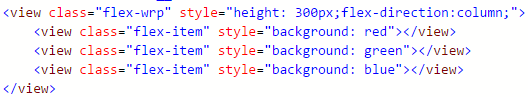 <view class="flex-wrp" style="height: 300px;flex-direction:column;">
<view class="flex-item" style="background: red"></view>
<view class="flex-item" style="background: green"></view>
<view class="flex-item" style="background: blue"></view>
</view>